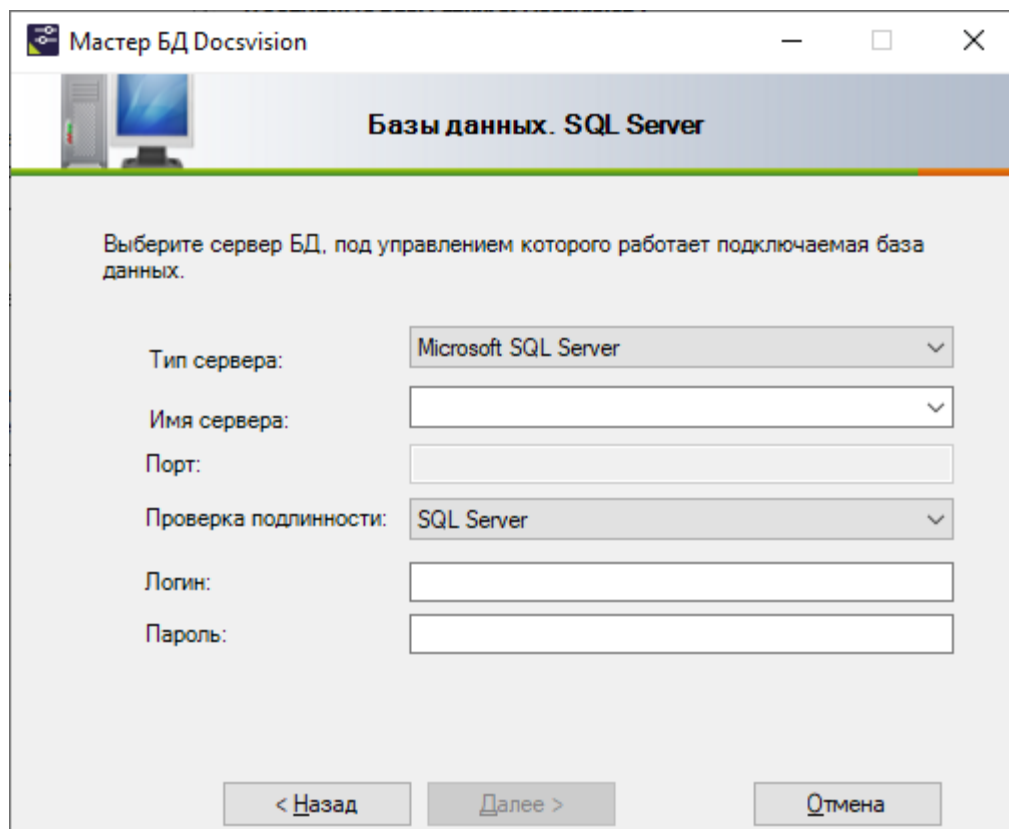 Мастер БД Docsvision
Базы данных. SQL Server
Выберите сервер БД, под управлением которого работает подключаемая база
данных.
Тип сервера: Microsoft SQL Server
Имя сервера:
Порт:
Проверка подлинности: SQL Server
Логин:
Пароль:
< Назад Далее > Отмена